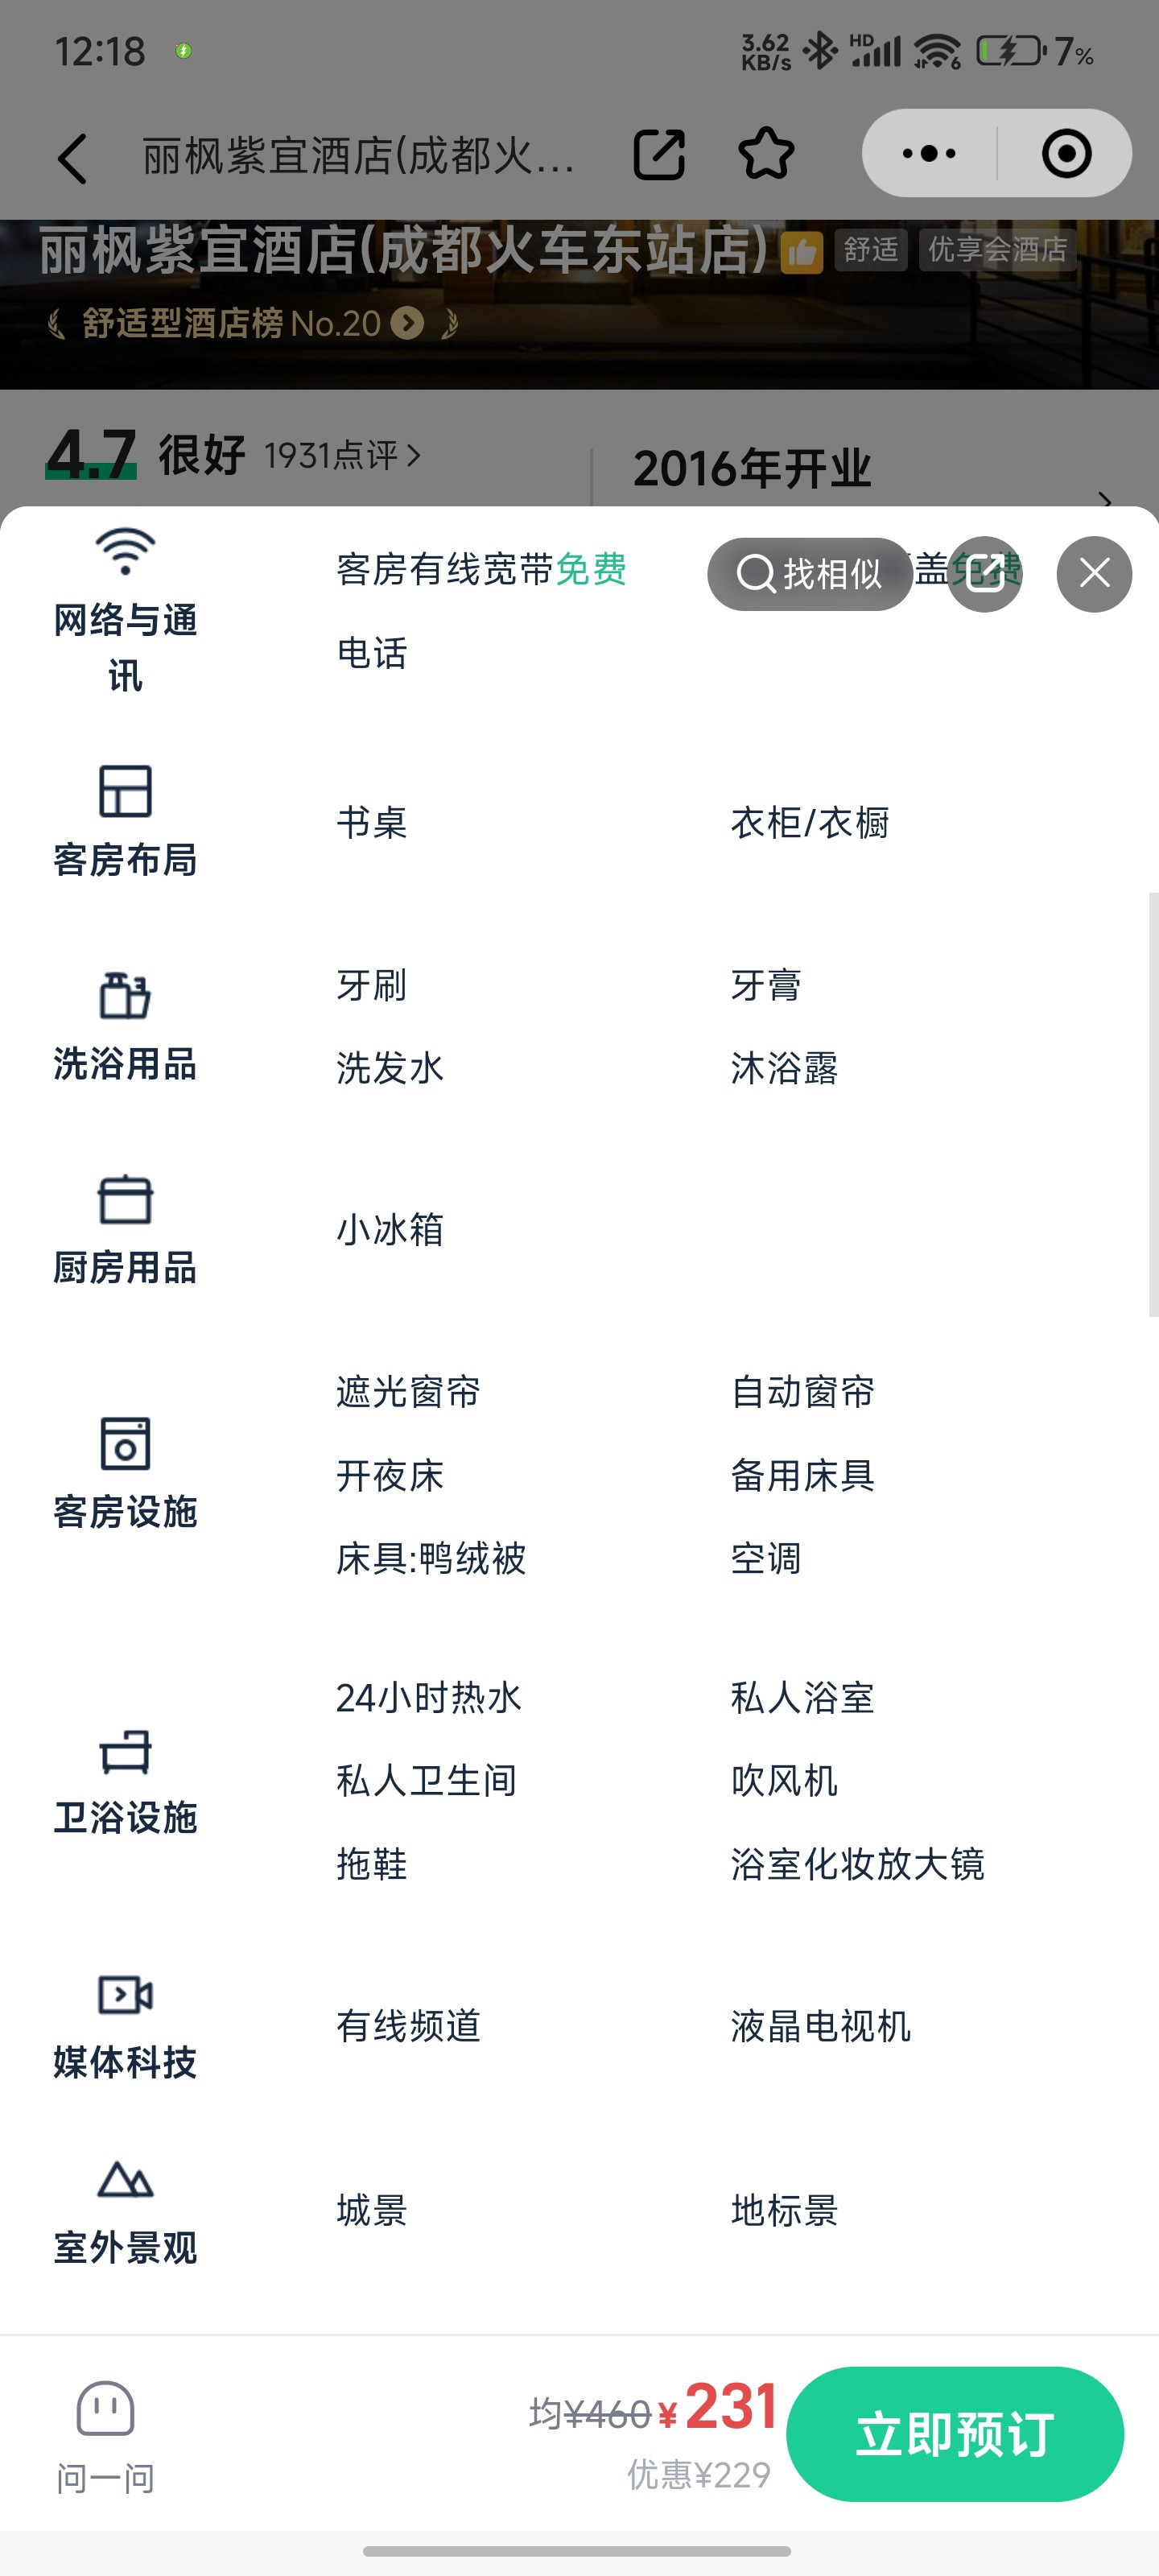 12:18
3.62
KB/s
HD
6
7%
丽枫紫宜酒店(成都火...
丽枫紫宜酒店(成都火车东站店)
舒适
优享会酒店
舒适型酒店榜 No.20
4.7 很好 1931点评
2016年开业
网络与通讯
客房有线宽带免费
盖免费
找相似
电话
客房布局
书桌
衣柜/衣橱
洗浴用品
牙刷
牙膏
洗发水
沐浴露
厨房用品
小冰箱
客房设施
遮光窗帘
自动窗帘
开夜床
备用床具
床具:鸭绒被
空调
卫浴设施
24小时热水
私人浴室
私人卫生间
吹风机
拖鞋
浴室化妆放大镜
媒体科技
有线频道
液晶电视机
室外景观
城景
地标景
问一问
均¥460 ¥231
优惠¥229
立即预订